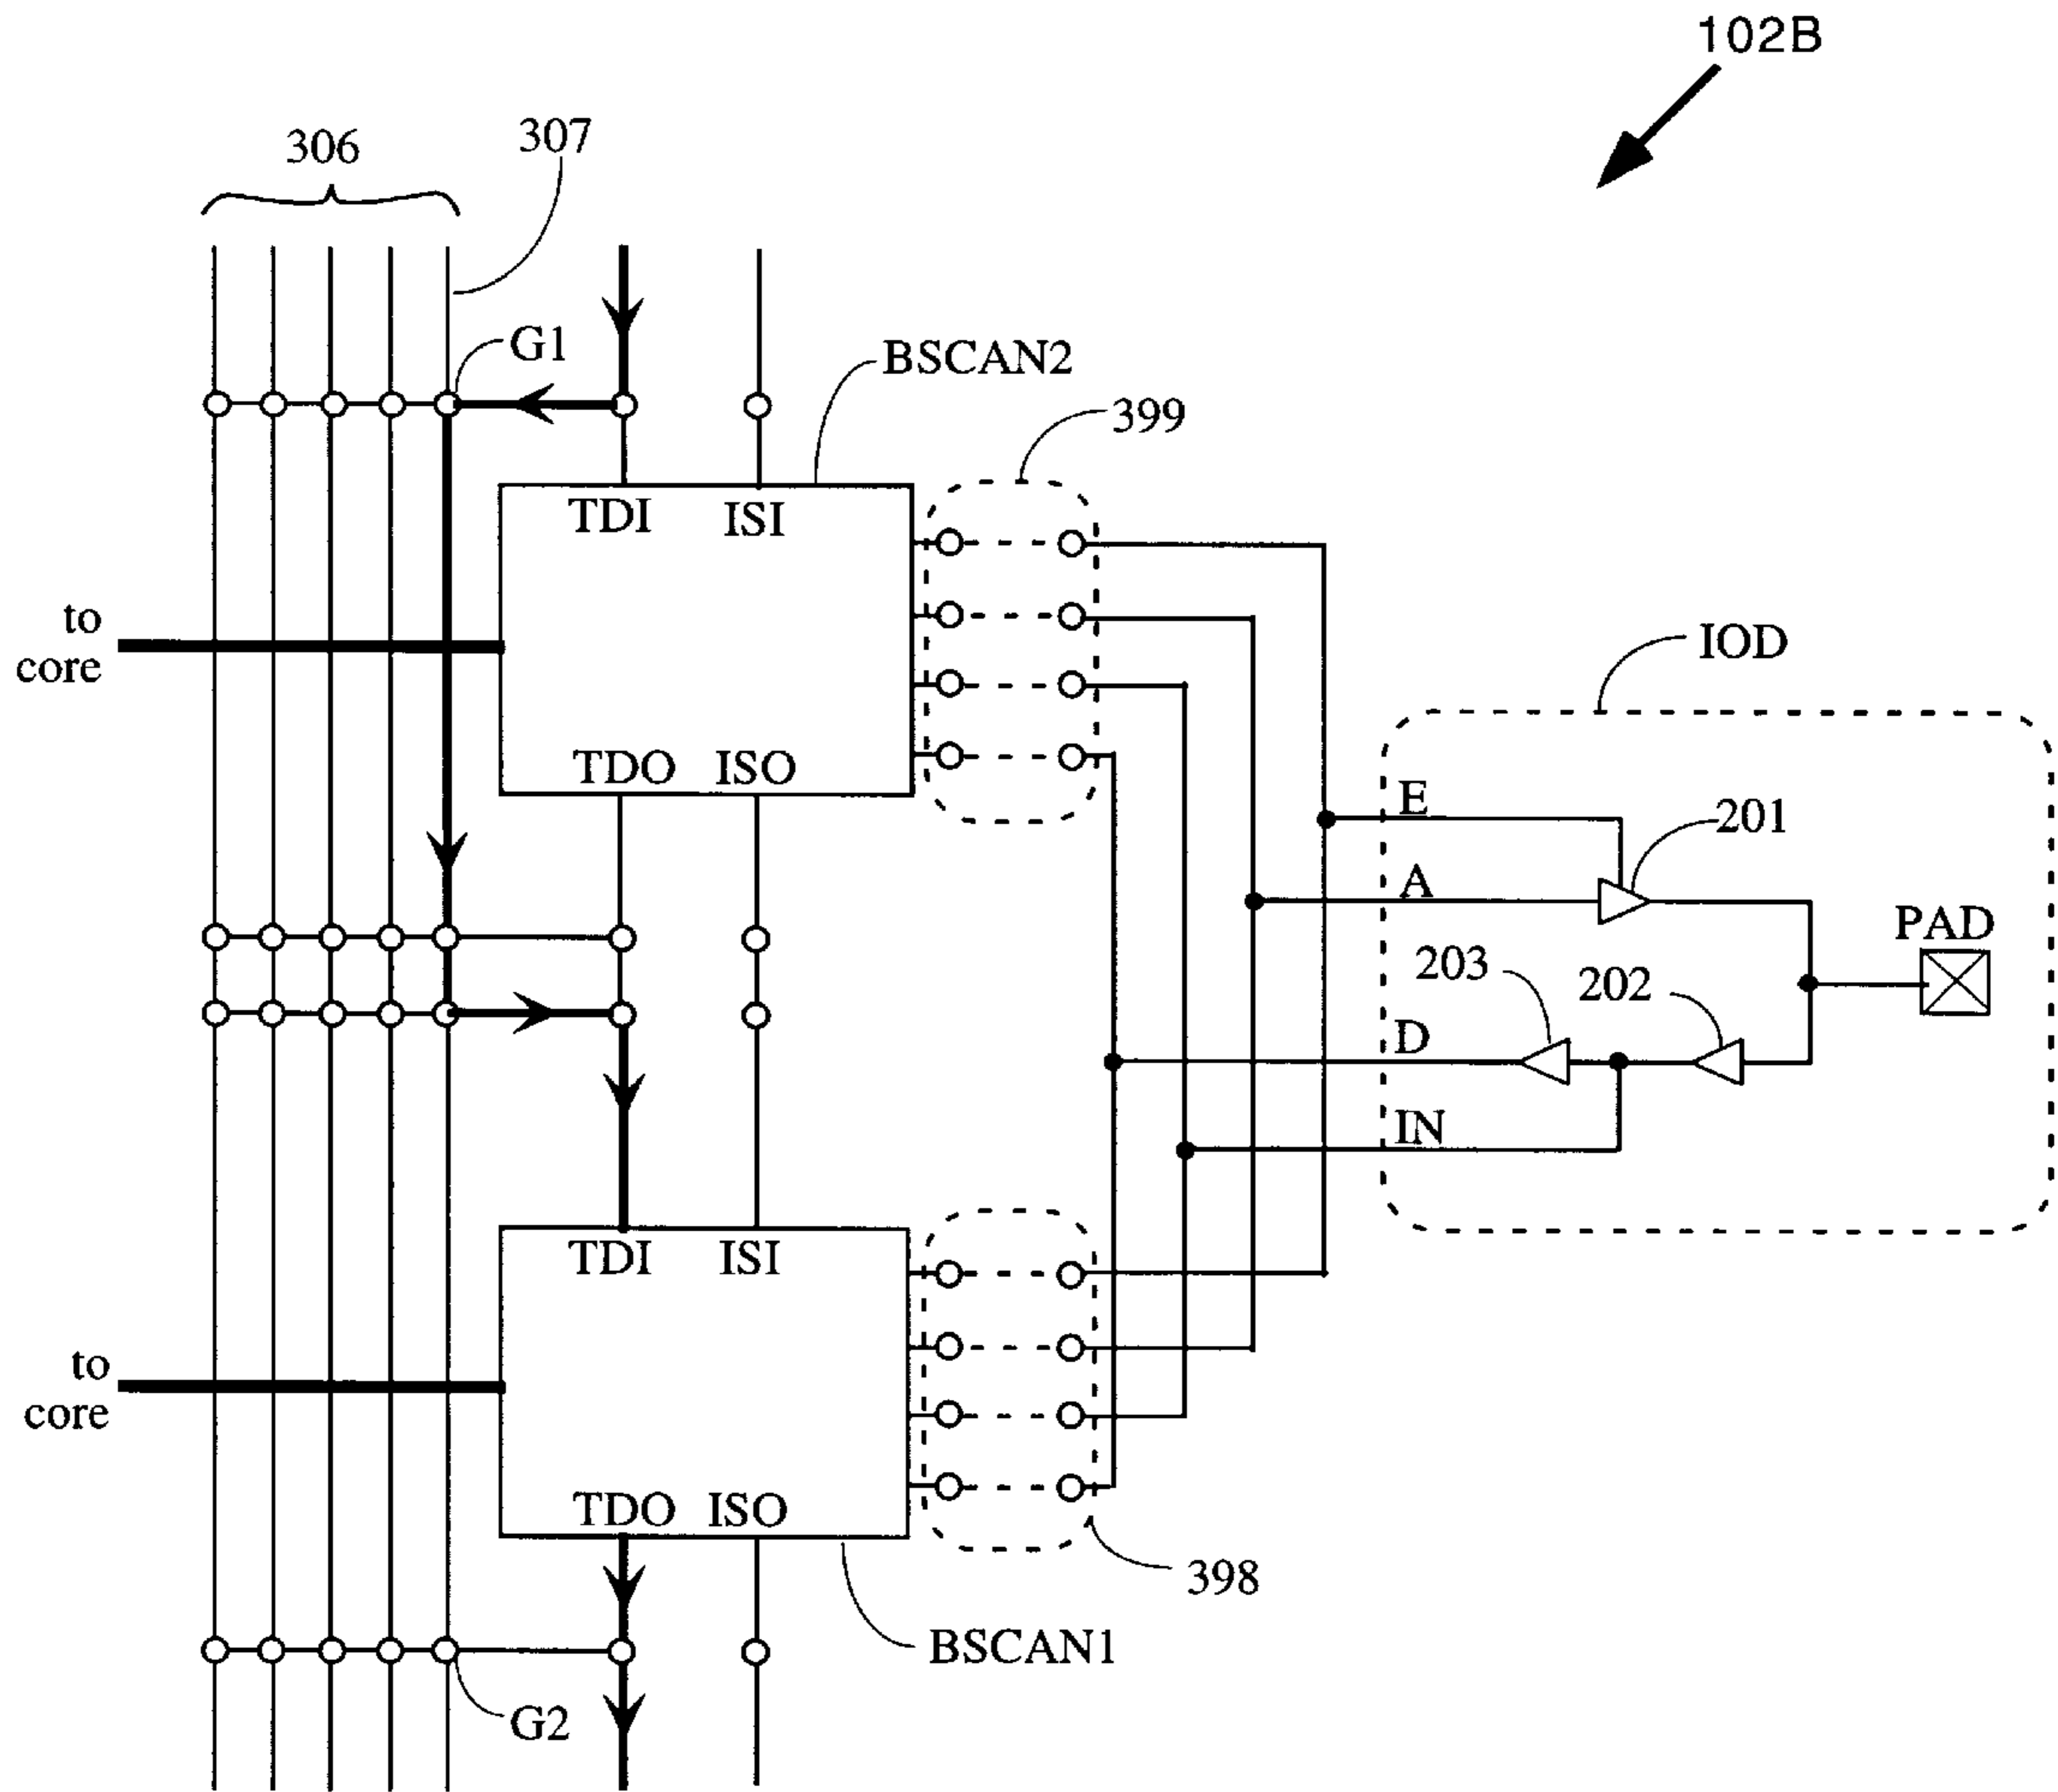 102B
306
307
G1
BSCAN2
399
TDI ISI
to
core
IOD
TDO ISO
E
201
A
PAD
203
202
D
IN
TDI ISI
to
core
TDO ISO
398
BSCAN1
G2